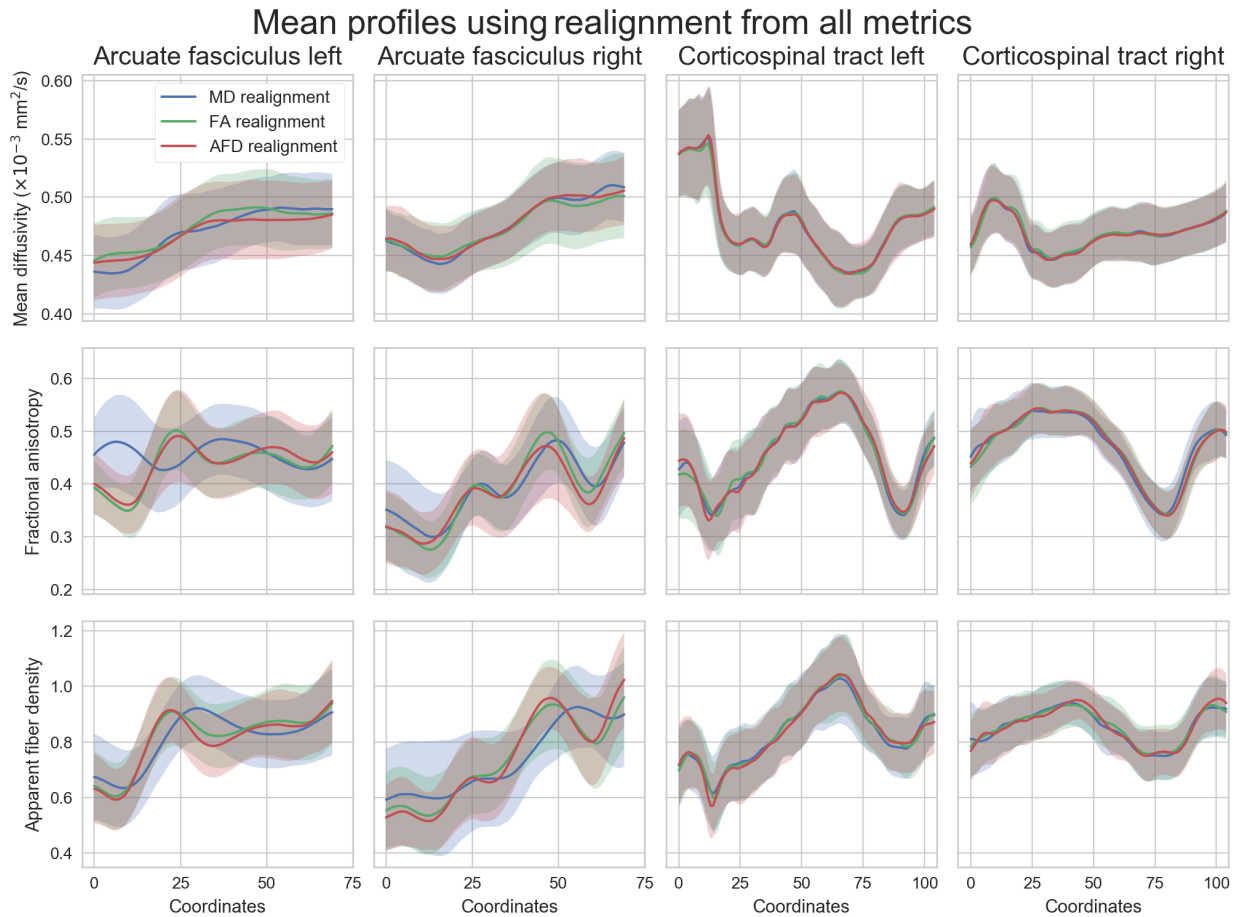 Mean profiles using realignment from all metrics
Arcuate fasciculus left
Arcuate fasciculus right
Corticospinal tract left
Corticospinal tract right
Mean diffusivity (×10⁻³ mm²/s)
0.60
0.55
0.50
0.45
0.40
MD realignment
FA realignment
AFD realignment
Fractional anisotropy
0.6
0.5
0.4
0.3
0.2
Apparent fiber density
1.2
1.0
0.8
0.6
0.4
0 25 50 75
0 25 50 75
0 25 50 75 100
0 25 50 75 100
Coordinates
Coordinates
Coordinates
Coordinates